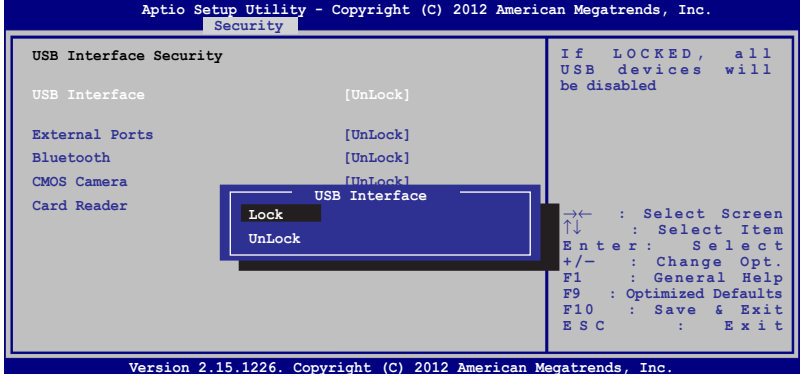 Aptio Setup Utility - Copyright (C) 2012 American Megatrends, Inc.
Security
USB Interface Security
USB Interface [UnLock]
External Ports [UnLock]
Bluetooth [UnLock]
CMOS Camera [UnLock]
Card Reader
USB Interface
Lock
UnLock
If LOCKED, all
USB devices will
be disabled
→← : Select Screen
↑↓ : Select Item
Enter: Select
+/— : Change Opt.
F1 : General Help
F9 : Optimized Defaults
F10 : Save & Exit
ESC : Exit
Version 2.15.1226. Copyright (C) 2012 American Megatrends, Inc.